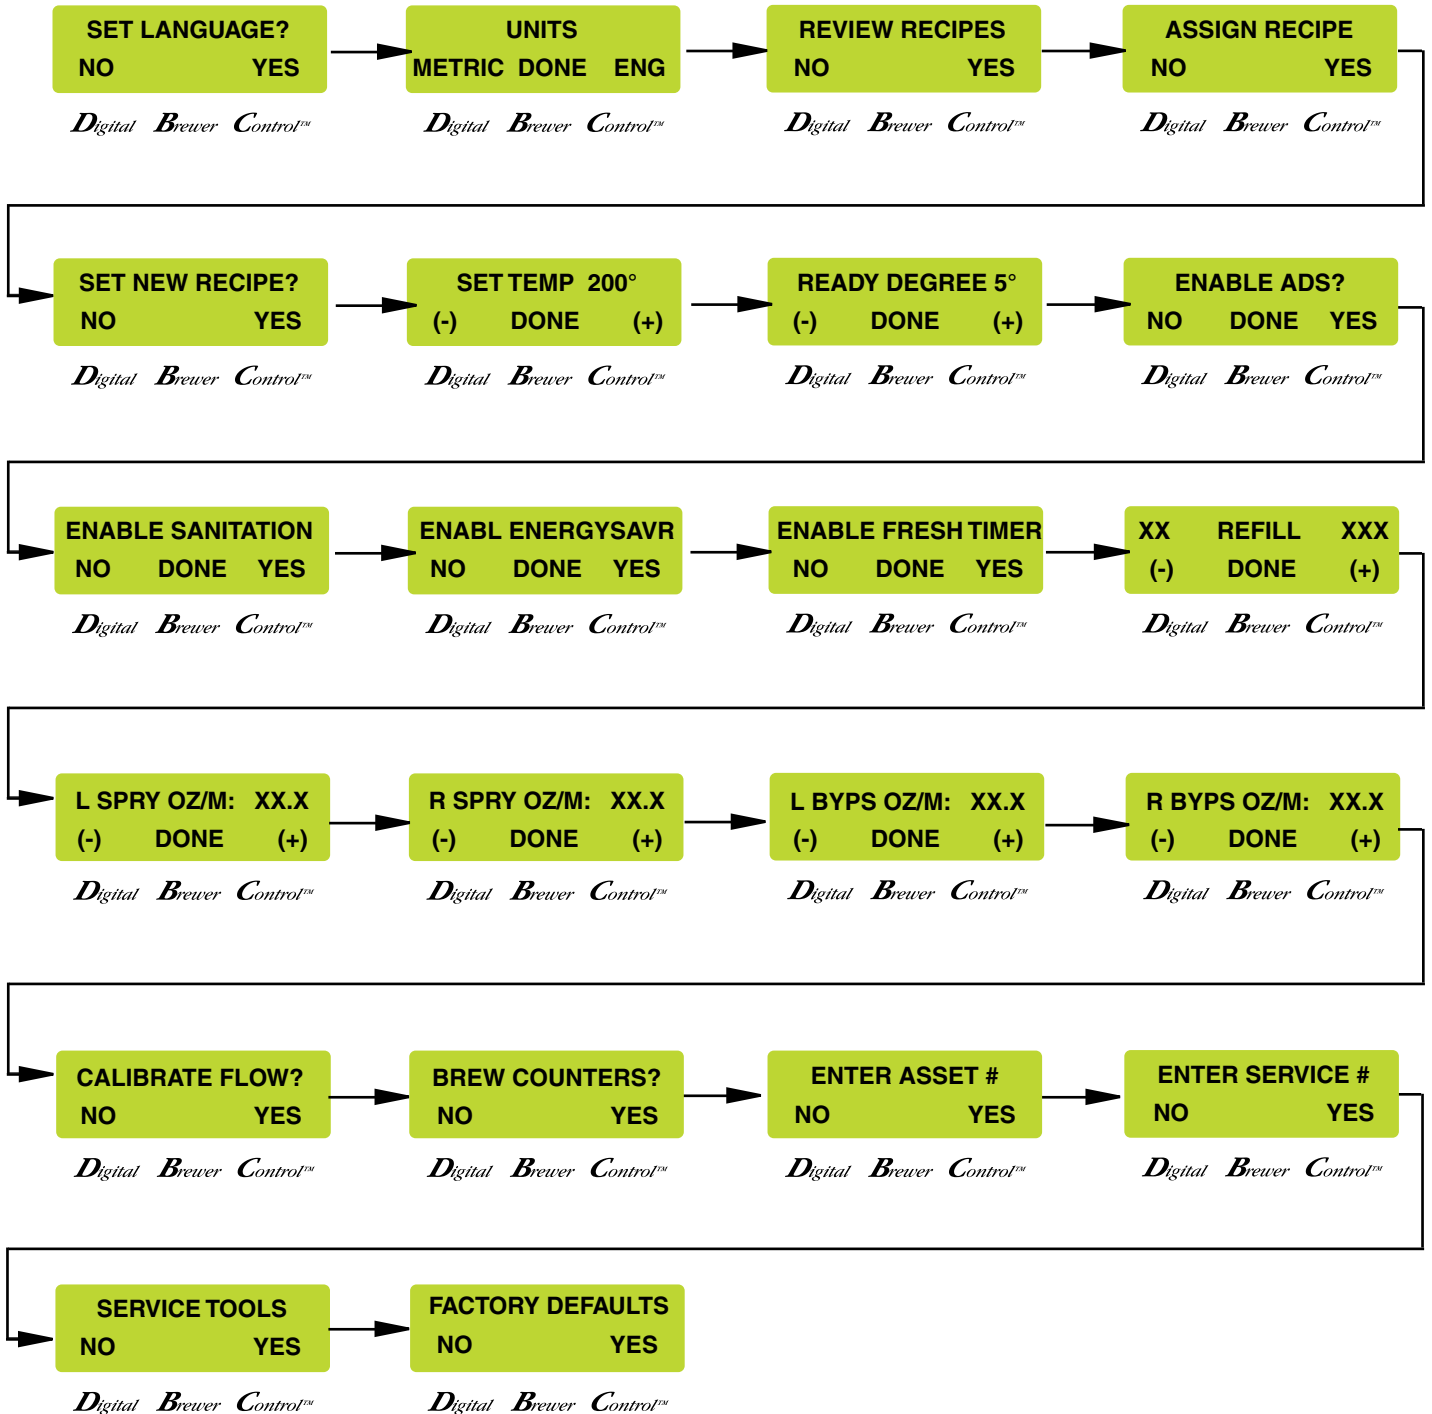 SET LANGUAGE?
NO YES
Digital Brewer Control™
UNITS
METRIC DONE ENG
Digital Brewer Control™
REVIEW RECIPES
NO YES
Digital Brewer Control™
ASSIGN RECIPE
NO YES
Digital Brewer Control™
SET NEW RECIPE?
NO YES
Digital Brewer Control™
SET TEMP 200°
(-) DONE (+)
Digital Brewer Control™
READY DEGREE 5°
(-) DONE (+)
Digital Brewer Control™
ENABLE ADS?
NO DONE YES
Digital Brewer Control™
ENABLE SANITATION
NO DONE YES
Digital Brewer Control™
ENABL ENERGYSAVR
NO DONE YES
Digital Brewer Control™
ENABLE FRESH TIMER
NO DONE YES
Digital Brewer Control™
XX REFILL XXX
(-) DONE (+)
Digital Brewer Control™
L SPRY OZ/M: XX.X
(-) DONE (+)
Digital Brewer Control™
R SPRY OZ/M: XX.X
(-) DONE (+)
Digital Brewer Control™
L BYPS OZ/M: XX.X
(-) DONE (+)
Digital Brewer Control™
R BYPS OZ/M: XX.X
(-) DONE (+)
Digital Brewer Control™
CALIBRATE FLOW?
NO YES
Digital Brewer Control™
BREW COUNTERS?
NO YES
Digital Brewer Control™
ENTER ASSET #
NO YES
Digital Brewer Control™
ENTER SERVICE #
NO YES
Digital Brewer Control™
SERVICE TOOLS
NO YES
Digital Brewer Control™
FACTORY DEFAULTS
NO YES
Digital Brewer Control™